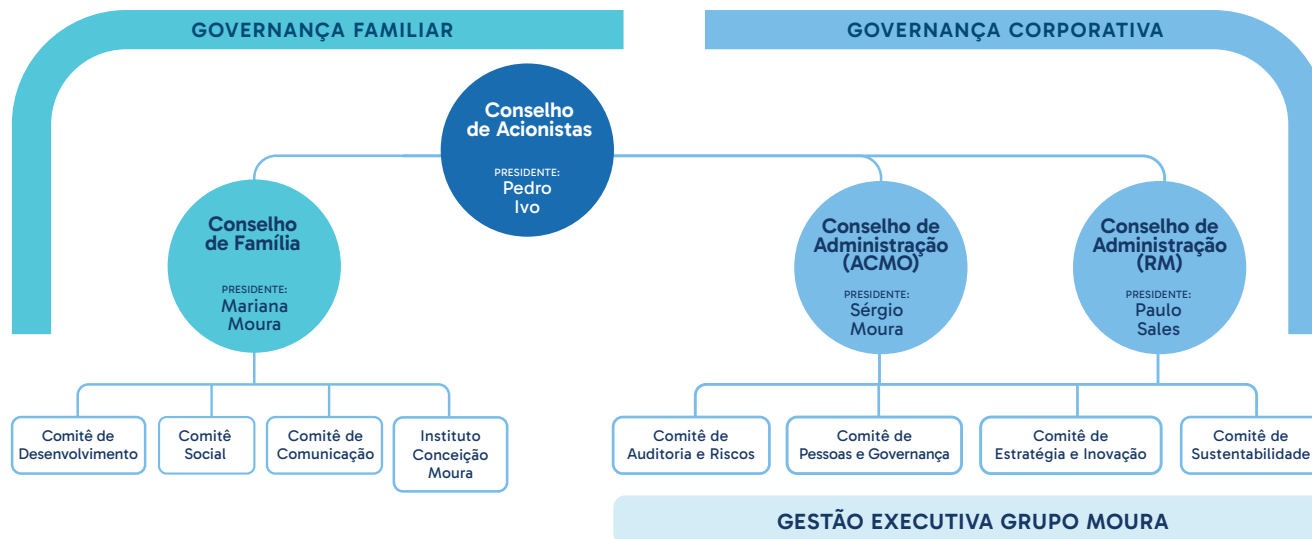 GOVERNANÇA FAMILIAR
GOVERNANÇA CORPORATIVA
Conselho
de Acionistas
PRESIDENTE:
Pedro
Ivo
Conselho
de Família
PRESIDENTE:
Mariana
Moura
Conselho de
Administração
(ACMO)
PRESIDENTE:
Sérgio
Moura
Conselho de
Administração
(RM)
PRESIDENTE:
Paulo
Sales
Comitê de
Desenvolvimento
Comitê
Social
Comitê de
Comunicação
Instituto
Conceição
Moura
Comitê de
Auditoria e Riscos
Comitê de
Pessoas e Governança
Comitê de
Estratégia e Inovação
Comitê de
Sustentabilidade
GESTÃO EXECUTIVA GRUPO MOURA